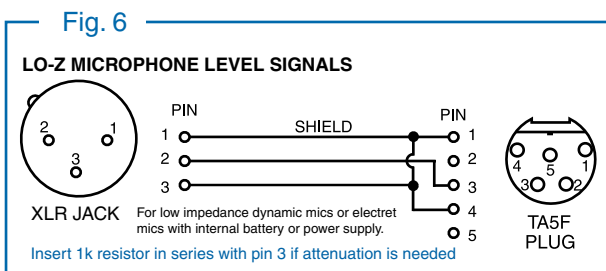 Fig. 6
LO-Z MICROPHONE LEVEL SIGNALS
PIN
PIN
SHIELD
2
1
3
1
2
3
1
2
3
4
5
4
5
1
3
2
XLR JACK
For low impedance dynamic mics or electret
mics with internal battery or power supply.
TA5F
PLUG
Insert 1k resistor in series with pin 3 if attenuation is needed